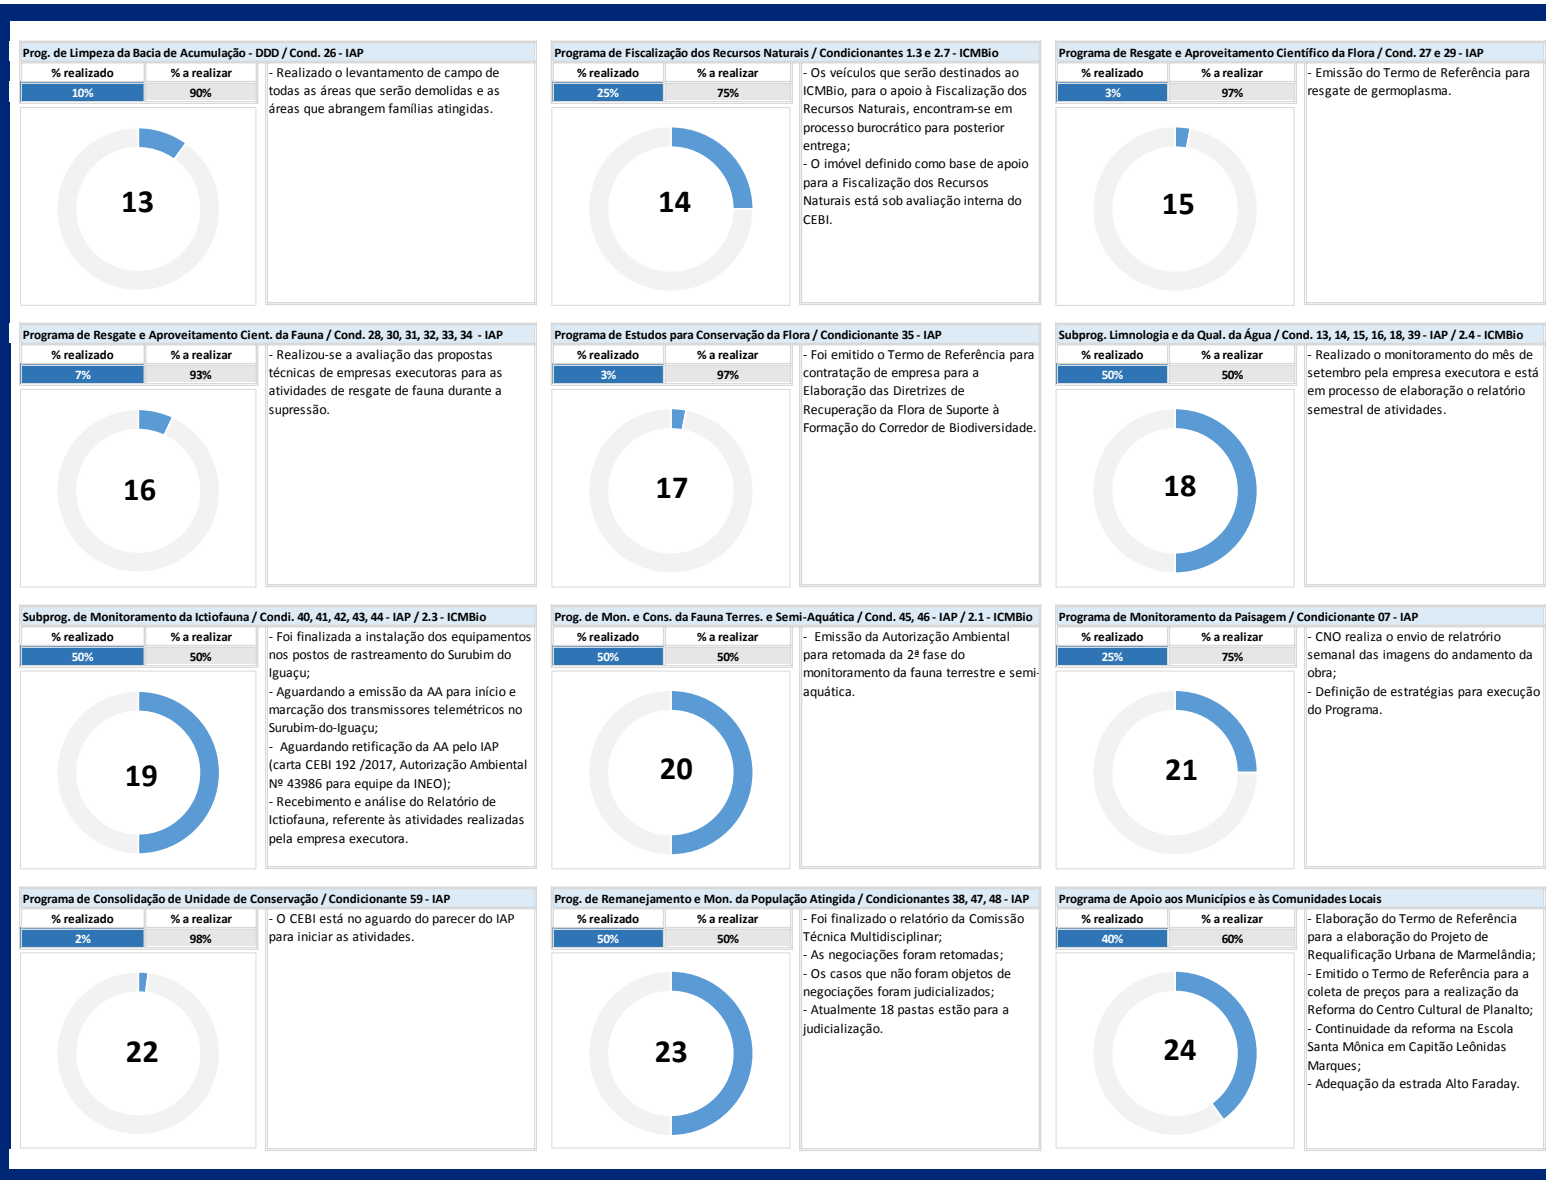 Prog. de Limpeza da Bacia de Acumulação - DDD / Cond. 26 - IAP
% realizado
% a realizar
10%
90%
- Realizado o levantamento de campo de
todas as áreas que serão demolidas e as
áreas que abrangem famílias atingidas.
13
Programa de Fiscalização dos Recursos Naturais / Condicionantes 1.3 e 2.7 - ICMBio
% realizado
% a realizar
25%
75%
- Os veículos que serão destinados ao
ICMBio, para o apoio à Fiscalização dos
Recursos Naturais, encontram-se em
processo burocrático para posterior
entrega;
- O imóvel definido como base de apoio
para a Fiscalização dos Recursos
Naturais está sob avaliação interna do
CEBI.
14
Programa de Resgate e Aproveitamento Científico da Flora / Cond. 27 e 29 - IAP
% realizado
% a realizar
3%
97%
- Emissão do Termo de Referência para
resgate de germoplasma.
15
Programa de Resgate e Aproveitamento Cient. da Fauna / Cond. 28, 30, 31, 32, 33, 34 - IAP
% realizado
% a realizar
7%
93%
- Realizou-se a avaliação das propostas
técnicas de empresas executoras para as
atividades de resgate de fauna durante a
supressão.
16
Programa de Estudos para Conservação da Flora / Condicionante 35 - IAP
% realizado
% a realizar
3%
97%
- Foi emitido o Termo de Referência para
contratação de empresa para a
Elaboração das Diretrizes de
Recuperação da Flora de Suporte à
Formação do Corredor de Biodiversidade.
17
Subprog. Limnologia e da Qual. da Água / Cond. 13, 14, 15, 16, 18, 39 - IAP / 2.4 - ICMBio
% realizado
% a realizar
50%
50%
- Realizado o monitoramento do mês de
setembro pela empresa executora e está
em processo de elaboração o relatório
semestral de atividades.
18
Subprog. de Monitoramento da Ictiofauna / Condi. 40, 41, 42, 43, 44 - IAP / 2.3 - ICMBio
% realizado
% a realizar
50%
50%
- Foi finalizada a instalação dos equipamentos
nos postos de rastreamento do Surubim do
Iguaçu;
- Aguardando a emissão da AA para início e
marcação dos transmissores telemétricos no
Surubim-do-Iguaçu;
- Aguardando retificação da AA pelo IAP
(carta CEBI 192 /2017, Autorização Ambiental
Nº 43986 para equipe da INEO);
- Recebimento e análise do Relatório de
Ictiofauna, referente às atividades realizadas
pela empresa executora.
19
Prog. de Mon. e Cons. da Fauna Terres. e Semi-Aquática / Cond. 45, 46 - IAP / 2.1 - ICMBio
% realizado
% a realizar
50%
50%
- Emissão da Autorização Ambiental
para retomada da 2ª fase do
monitoramento da fauna terrestre e semi-
aquática.
20
Programa de Monitoramento da Paisagem / Condicionante 07 - IAP
% realizado
% a realizar
25%
75%
- CNO realiza o envio de relatrório
semanal das imagens do andamento da
obra;
- Definição de estratégias para execução
do Programa.
21
Programa de Consolidação de Unidade de Conservação / Condicionante 59 - IAP
% realizado
% a realizar
2%
98%
- O CEBI está no aguardo do parecer do IAP
para iniciar as atividades.
22
Prog. de Remanejamento e Mon. da População Atingida / Condicionantes 38, 47, 48 - IAP
% realizado
% a realizar
50%
50%
- Foi finalizado o relatório da Comissão
Técnica Multidisciplinar;
- As negociações foram retomadas;
- Os casos que não foram objetos de
negociações foram judicializados;
- Atualmente 18 pastas estão para a
judicialização.
23
Programa de Apoio aos Municípios e às Comunidades Locais
% realizado
% a realizar
40%
60%
- Elaboração do Termo de Referência
para a elaboração do Projeto de
Requalificação Urbana de Marmelândia;
- Emitido o Termo de Referência para a
coleta de preços para a realização da
Reforma do Centro Cultural de Planalto;
- Continuidade da reforma na Escola
Santa Mônica em Capitão Leônidas
Marques;
- Adequação da estrada Alto Faraday.
24